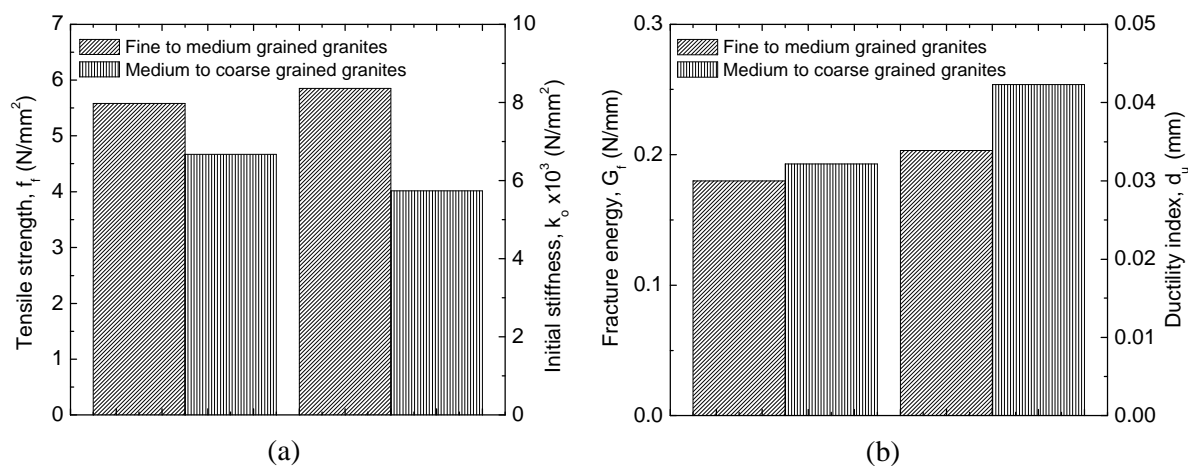 7
6
5
4
3
2
1
0
Tensile strength, f_f (N/mm²)
Fine to medium grained granites
Medium to coarse grained granites
10
8
6
4
2
0
Initial stiffness, k_o x10³ (N/mm²)
(a)
0.3
0.2
0.1
0.0
Fracture energy, G_f (N/mm)
Fine to medium grained granites
Medium to coarse grained granites
0.05
0.04
0.03
0.02
0.01
0.00
Ductility index, d_u (mm)
(b)